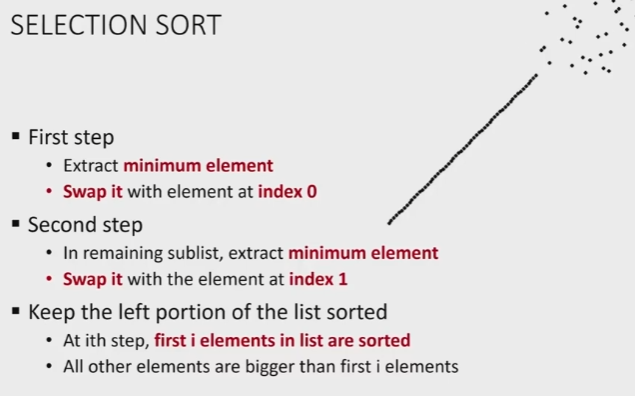 SELECTION SORT
▪ First step
• Extract minimum element
• Swap it with element at index 0
▪ Second step
• In remaining sublist, extract minimum element
• Swap it with the element at index 1
▪ Keep the left portion of the list sorted
• At ith step, first i elements in list are sorted
• All other elements are bigger than first i elements